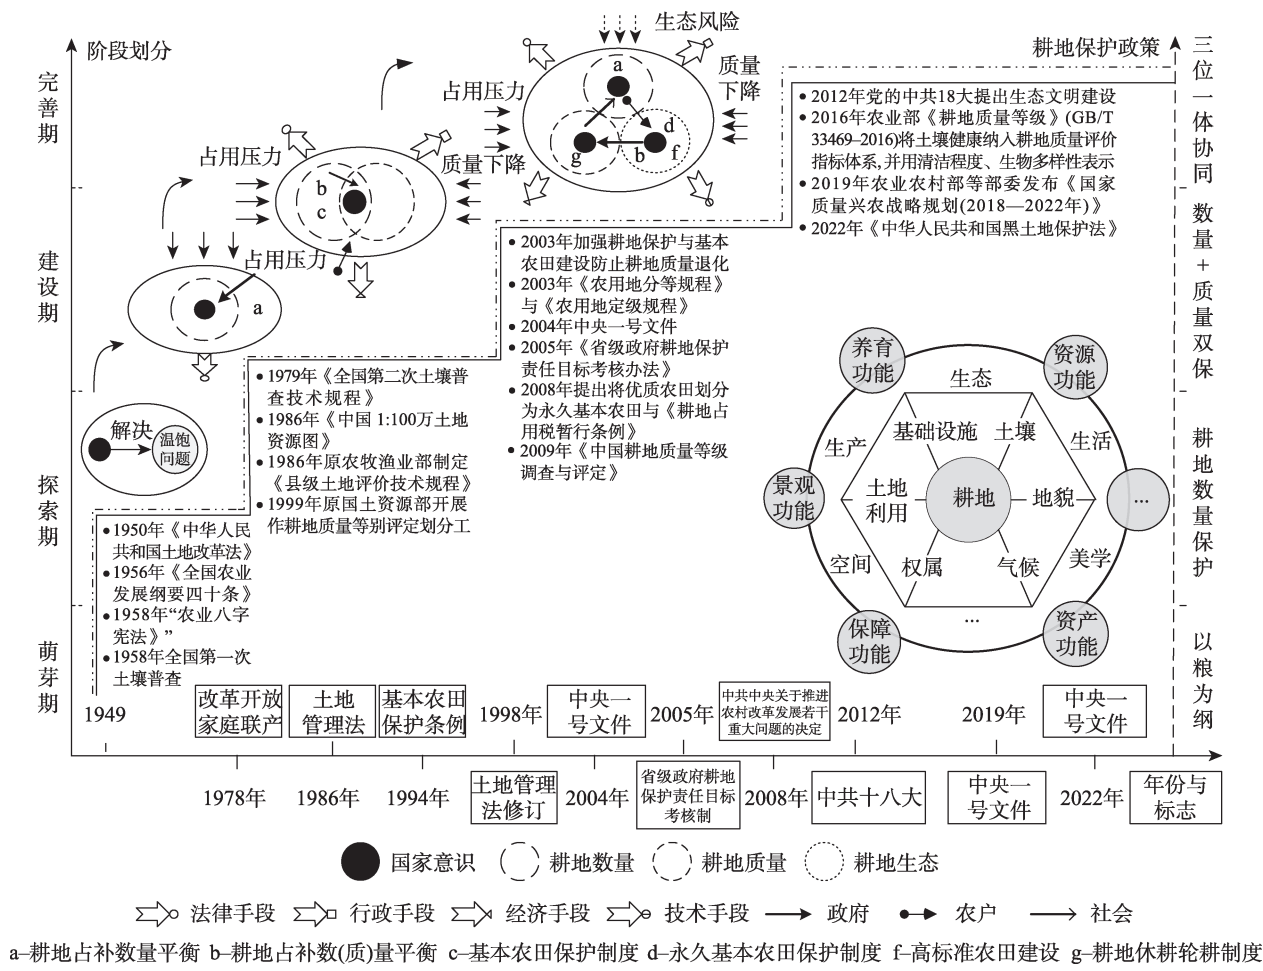 阶段划分
完善期
建设期
探索期
萌芽期
生态风险
占用压力
质量
下降
a
d
g
b
f
占用压力
质量下降
b
c
占用压力
a
解决
温饱
问题
耕地保护政策
三位一体协同
数量+质量双保
耕地数量保护
以粮为纲
• 2012年党的中共18大提出生态文明建设
• 2016年农业部《耕地质量等级》(GB/T
33469–2016)将土壤健康纳入耕地质量评价
指标体系,并用清洁程度、生物多样性表示
• 2019年农业农村部等部委发布《国家
质量兴农战略规划(2018—2022年)》
• 2022年《中华人民共和国黑土地保护法》
• 2003年加强耕地保护与基本
农田建设防止耕地质量退化
• 2003年《农用地分等规程》
与《农用地定级规程》
• 2004年中央一号文件
• 2005年《省级政府耕地保护
责任目标考核办法》
• 2008年提出将优质农田划分
为永久基本农田与《耕地占
用税暂行条例》
• 2009年《中国耕地质量等级
调查与评定》
• 1979年《全国第二次土壤普
查技术规程》
• 1986年《中国 1:100万土地
资源图》
• 1986年原农牧渔业部制定
《县级土地评价技术规程》
• 1999年原国土资源部开展
作耕地质量等别评定划分工
• 1950年《中华人民
共和国土地改革法》
• 1956年《全国农业
发展纲要四十条》
• 1958年“农业八字
宪法》”
• 1958年全国第一次
土壤普查
养育
功能
资源
功能
景观
功能
...
保障
功能
资产
功能
生态
生产
生活
空间
美学
...
基础设施
土壤
土地
利用
耕地
地貌
权属
气候
1949
改革开放
家庭联产
土地
管理法
基本农田
保护条例
1998年
中央一
号文件
2005年
中共中央关于推进
农村改革发展若干
重大问题的决定
2012年
2019年
中央一
号文件
1978年
1986年
1994年
土地管理
法修订
2004年
省级政府耕地
保护责任目标
考核制
2008年
中共十八大
中央一
号文件
2022年
年份与
标志
国家意识
耕地数量
耕地质量
耕地生态
法律手段
行政手段
经济手段
技术手段
政府
农户
社会
a–耕地占补数量平衡 b–耕地占补数(质)量平衡 c–基本农田保护制度 d–永久基本农田保护制度 f–高标准农田建设 g–耕地休耕轮耕制度